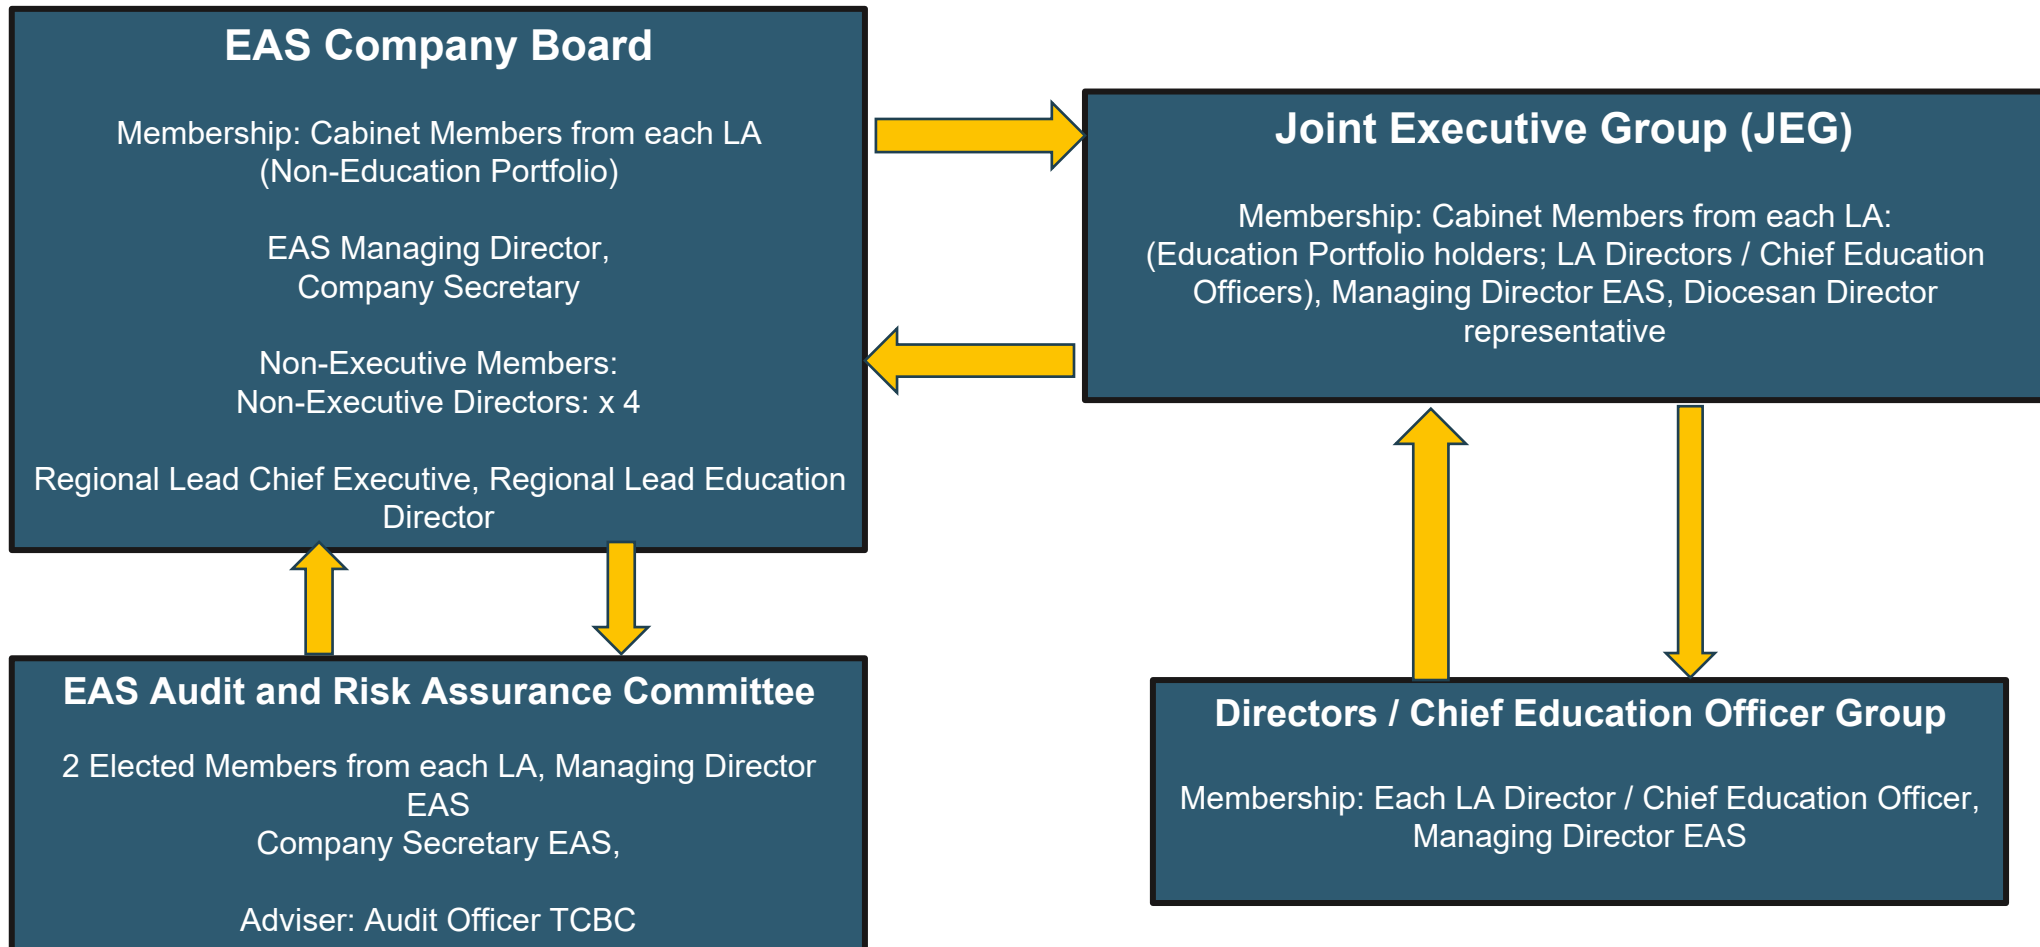 EAS Company Board
Membership: Cabinet Members from each LA
(Non-Education Portfolio)
EAS Managing Director,
Company Secretary
Non-Executive Members:
Non-Executive Directors: x 4
Regional Lead Chief Executive, Regional Lead Education
Director
Joint Executive Group (JEG)
Membership: Cabinet Members from each LA:
(Education Portfolio holders; LA Directors / Chief Education
Officers), Managing Director EAS, Diocesan Director
representative
EAS Audit and Risk Assurance Committee
2 Elected Members from each LA, Managing Director
EAS
Company Secretary EAS,
Adviser: Audit Officer TCBC
Directors / Chief Education Officer Group
Membership: Each LA Director / Chief Education Officer,
Managing Director EAS